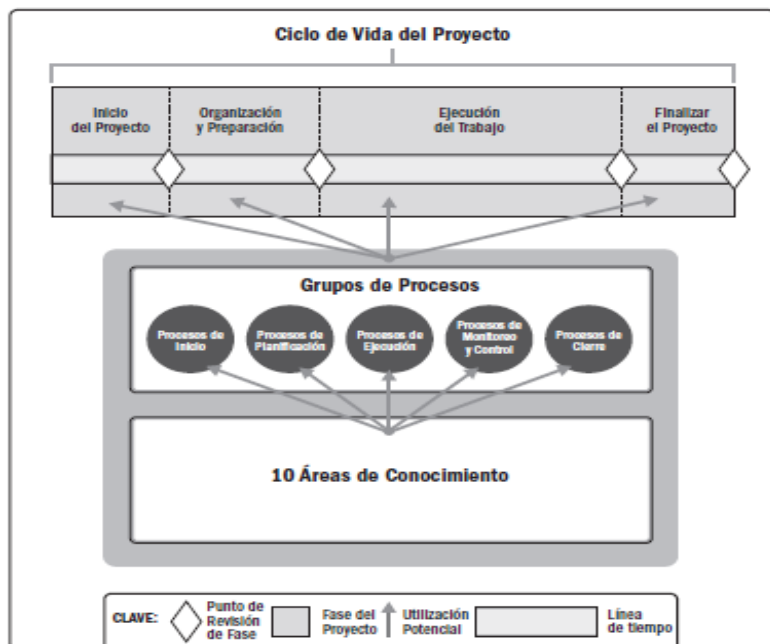 Ciclo de Vida del Proyecto
Inicio
del Proyecto
Organización
y Preparación
Ejecución
del Trabajo
Finalizar
el Proyecto
Grupos de Procesos
Procesos de
Inicio
Procesos de
Planificación
Procesos de
Ejecución
Procesos de
Monitoreo
y Control
Procesos de
Cierre
10 Áreas de Conocimiento
CLAVE:
Punto de
Revisión
de Fase
Fase del
Proyecto
Utilización
Potencial
Línea
de tiempo